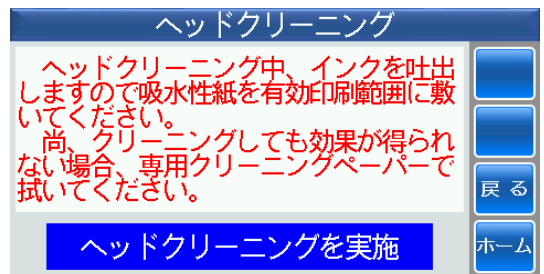 ヘッドクリーニング
ヘッドクリーニング中、インクを吐出
しますので吸水性紙を有効印刷範囲に敷
いてください。
尚、クリーニングしても効果が得られ
ない場合、専用クリーニングペーパーで
拭いてください。
戻る
ヘッドクリーニングを実施
ホーム